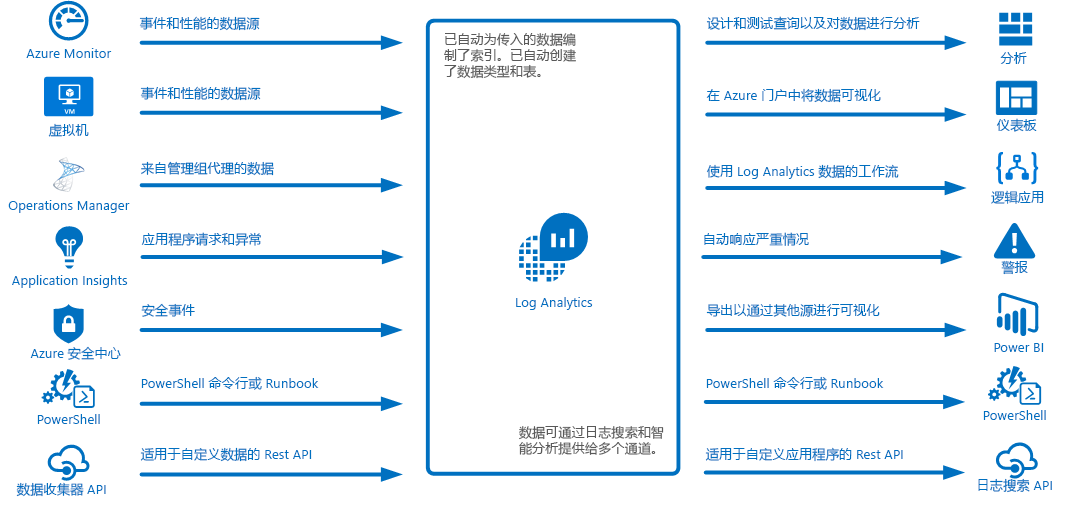 事件和性能的数据源
Azure Monitor
事件和性能的数据源
VM
虚拟机
来自管理组代理的数据
Operations Manager
应用程序请求和异常
Application Insights
安全事件
Azure 安全中心
PowerShell 命令行或 Runbook
PowerShell
适用于自定义数据的 Rest API
数据收集器 API
已自动为传入的数据编
制了索引。已自动创建
了数据类型和表。
Log Analytics
数据可通过日志搜索和智
能分析提供给多个通道。
设计和测试查询以及对数据进行分析
分析
在 Azure 门户中将数据可视化
仪表板
使用 Log Analytics 数据的工作流
逻辑应用
自动响应严重情况
警报
导出以通过其他源进行可视化
Power BI
PowerShell 命令行或 Runbook
PowerShell
适用于自定义应用程序的 Rest API
日志搜索 API